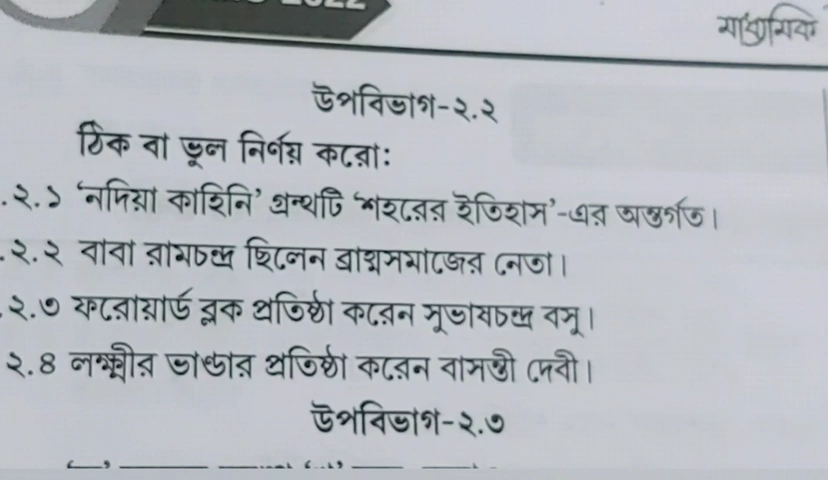 মাধ্যমিক
উপবিভাগ-২.২
ঠিক বা ভুল নির্ণয় করো:
.২.১ ‘নদিয়া কাহিনি’ গ্রন্থটি ‘শহরের ইতিহাস’-এর অন্তর্গত।
.২.২ বাবা রামচন্দ্র ছিলেন ব্রাহ্মসমাজের নেতা।
.২.৩ ফরোয়ার্ড ব্লক প্রতিষ্ঠা করেন সুভাষচন্দ্র বসু।
২.৪ লক্ষ্মীর ভাণ্ডার প্রতিষ্ঠা করেন বাসন্তী দেবী।
উপবিভাগ-২.৩